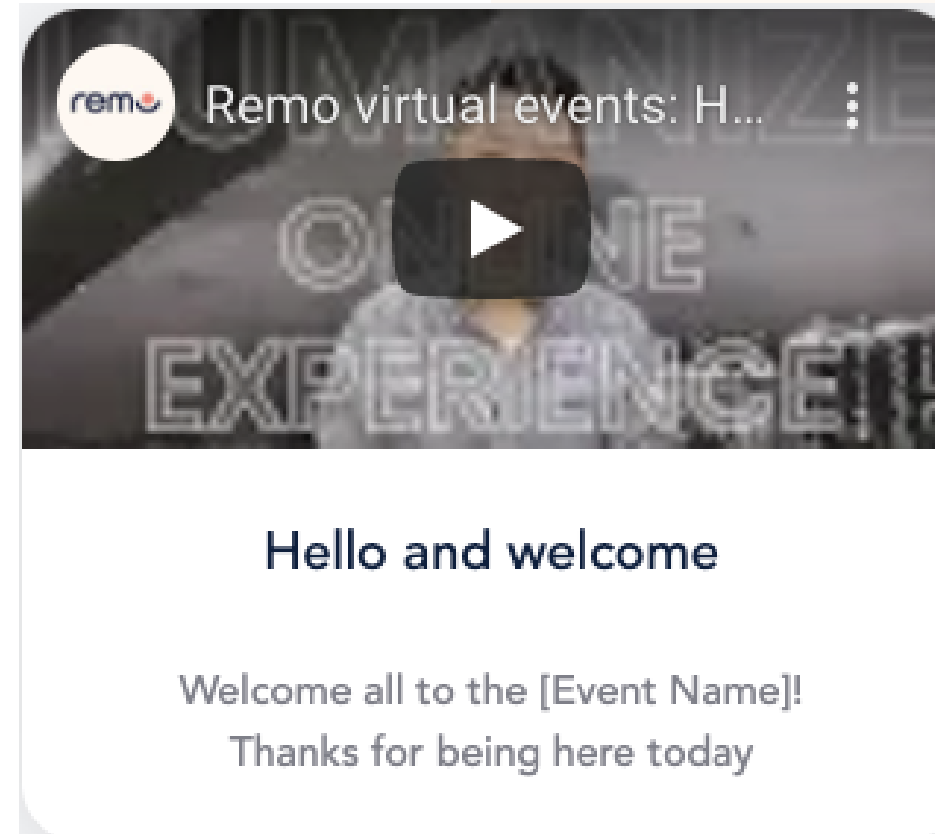 remo
Remo virtual events: H...
HUMANIZE
ONLINE
EXPERIENCE
Hello and welcome
Welcome all to the [Event Name]!
Thanks for being here today